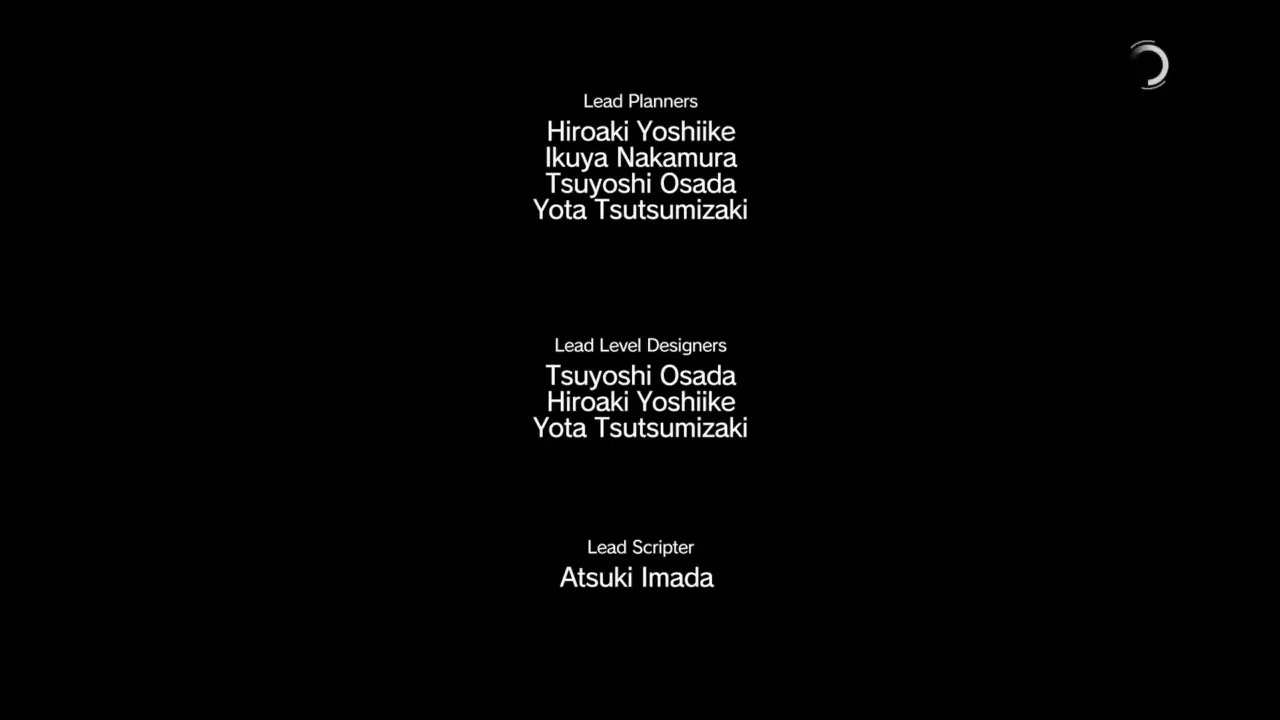 Lead Planners
Hiroaki Yoshiike
Ikuya Nakamura
Tsuyoshi Osada
Yota Tsutsumizaki
Lead Level Designers
Tsuyoshi Osada
Hiroaki Yoshiike
Yota Tsutsumizaki
Lead Scripter
Atsuki Imada